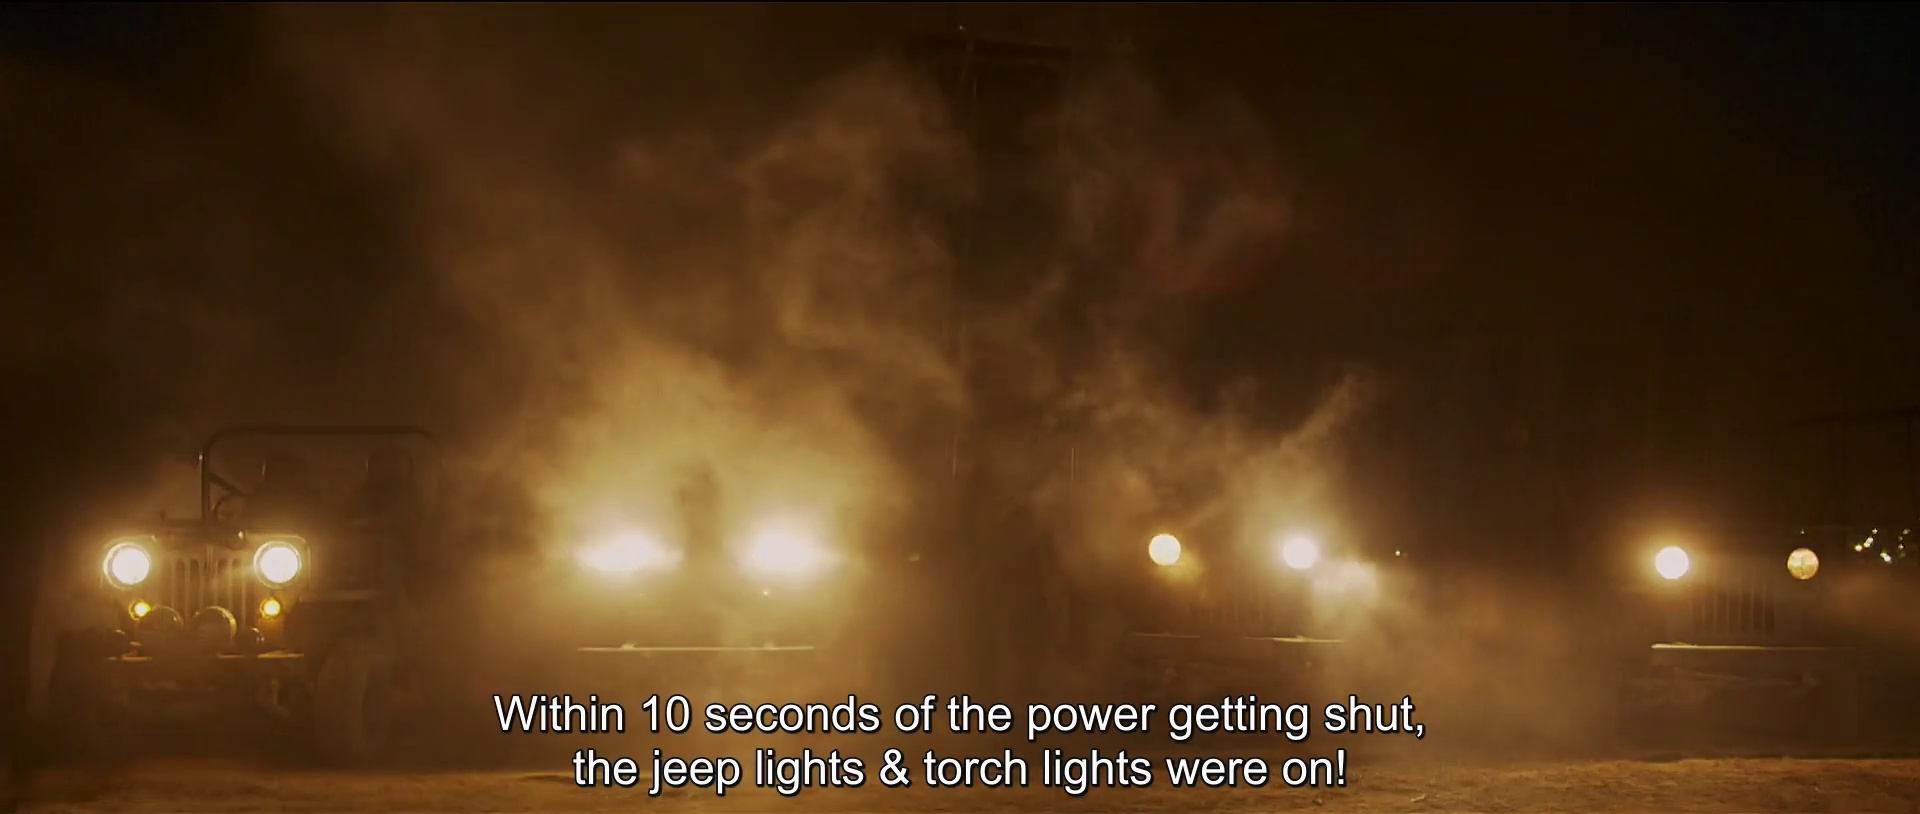 Within 10 seconds of the power getting shut,
the jeep lights & torch lights were on!